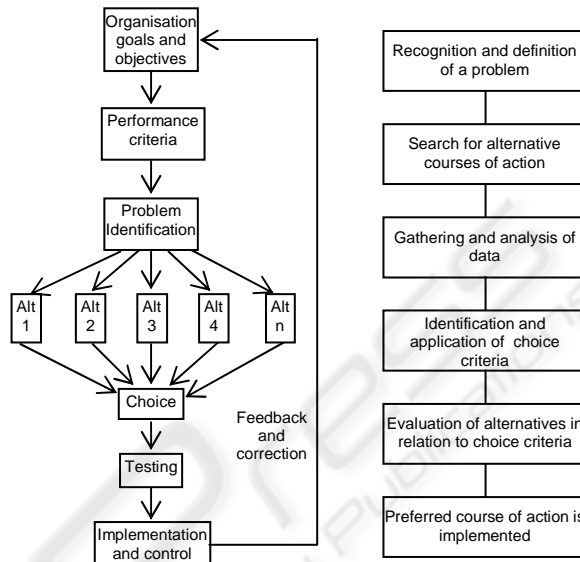 Organisation
goals and
objectives
Performance
criteria
Problem
Identification
Alt
1
Alt
2
Alt
3
Alt
4
Alt
n
Choice
Testing
Implementation
and control
Feedback
and
correction
Recognition and definition
of a problem
Search for alternative
courses of action
Gathering and analysis of
data
Identification and
application of choice
criteria
Evaluation of alternatives in
relation to choice criteria
Preferred course of action is
implemented